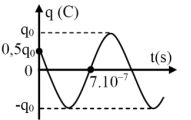 q (C)
q₀
0,5q₀
t(s)
0
7.10⁻⁷
-q₀